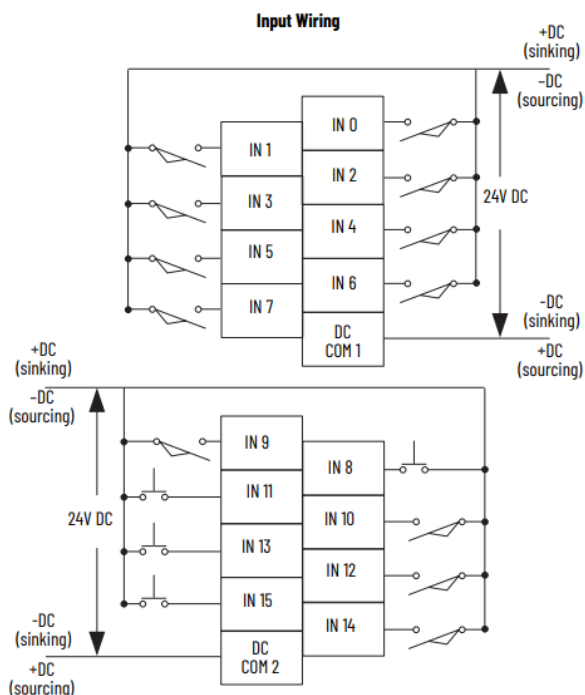 Input Wiring
+DC
(sinking)
–DC
(sourcing)
IN 0
IN 1
IN 2
IN 3
24V DC
IN 4
IN 5
IN 6
IN 7
–DC
(sinking)
DC
COM 1
+DC
(sourcing)
+DC
(sinking)
–DC
(sourcing)
IN 9
IN 8
IN 11
24V DC
IN 10
IN 13
IN 12
IN 15
IN 14
–DC
(sinking)
DC
COM 2
+DC
(sourcing)